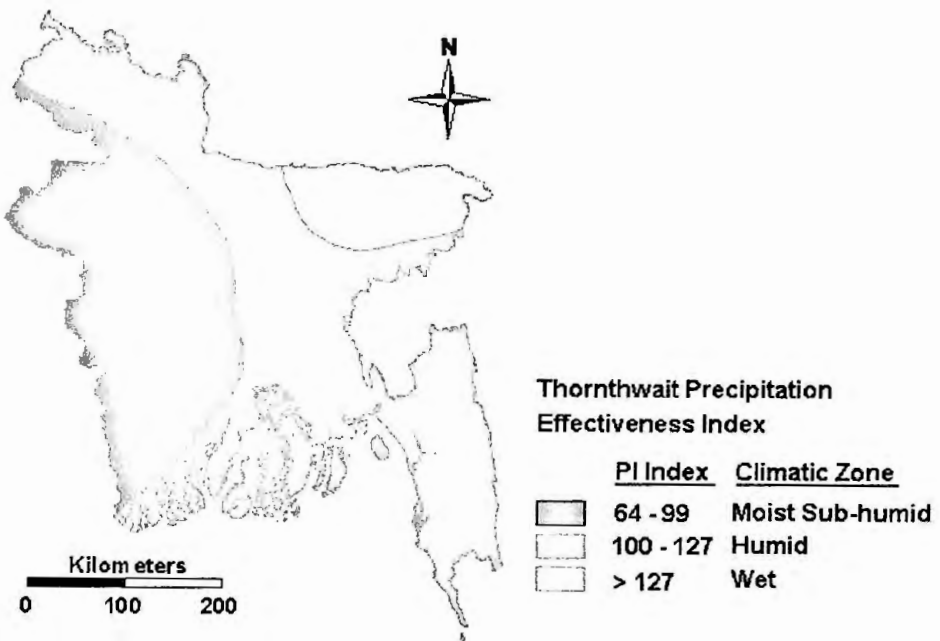 N
Thornthwait Precipitation
Effectiveness Index
PI Index Climatic Zone
64 - 99 Moist Sub-humid
100 - 127 Humid
> 127 Wet
Kilometers
0 100 200